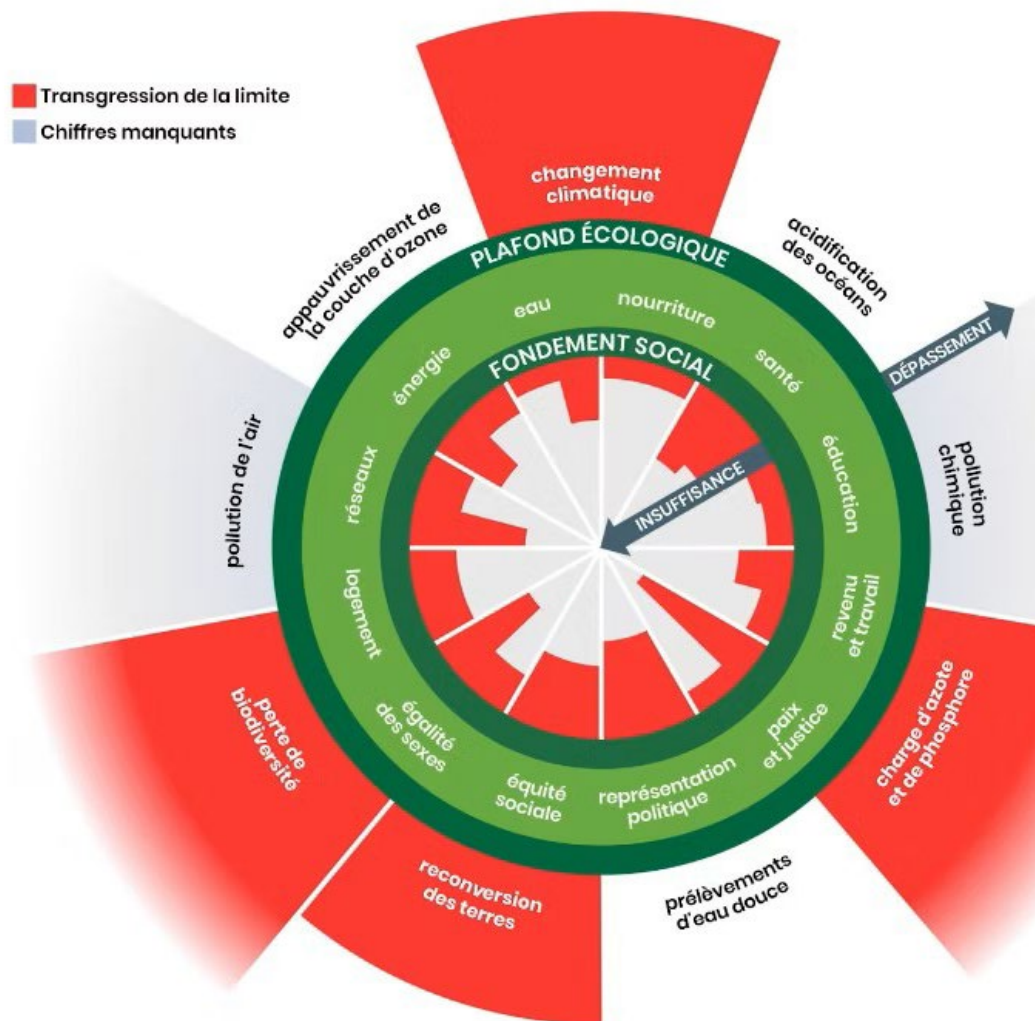 Transgression de la limite
Chiffres manquants
changement
climatique
appauvrissement de
la couche d'ozone
acidification
des océans
PLAFOND ÉCOLOGIQUE
eau
nourriture
énergie
santé
FONDEMENT SOCIAL
DÉPASSEMENT
pollution de l'air
réseaux
INSUFFISANCE
éducation
pollution
chimique
logement
revenu
et travail
perte de
biodiversité
égalité
des sexes
équité
sociale
représentation
politique
paix
et justice
charge d'azote
et de phosphore
reconversion
des terres
prélèvements
d'eau douce